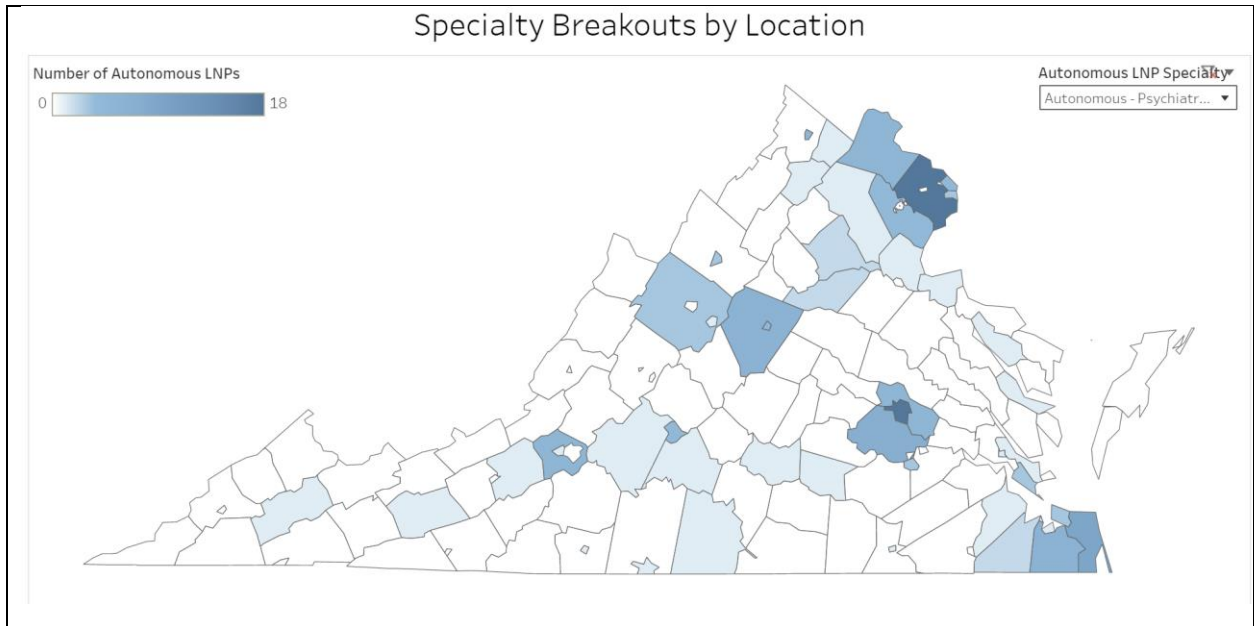 Specialty Breakouts by Location
Number of Autonomous LNPs
0 18
Autonomous LNP Specialty
Autonomous - Psychiatr...